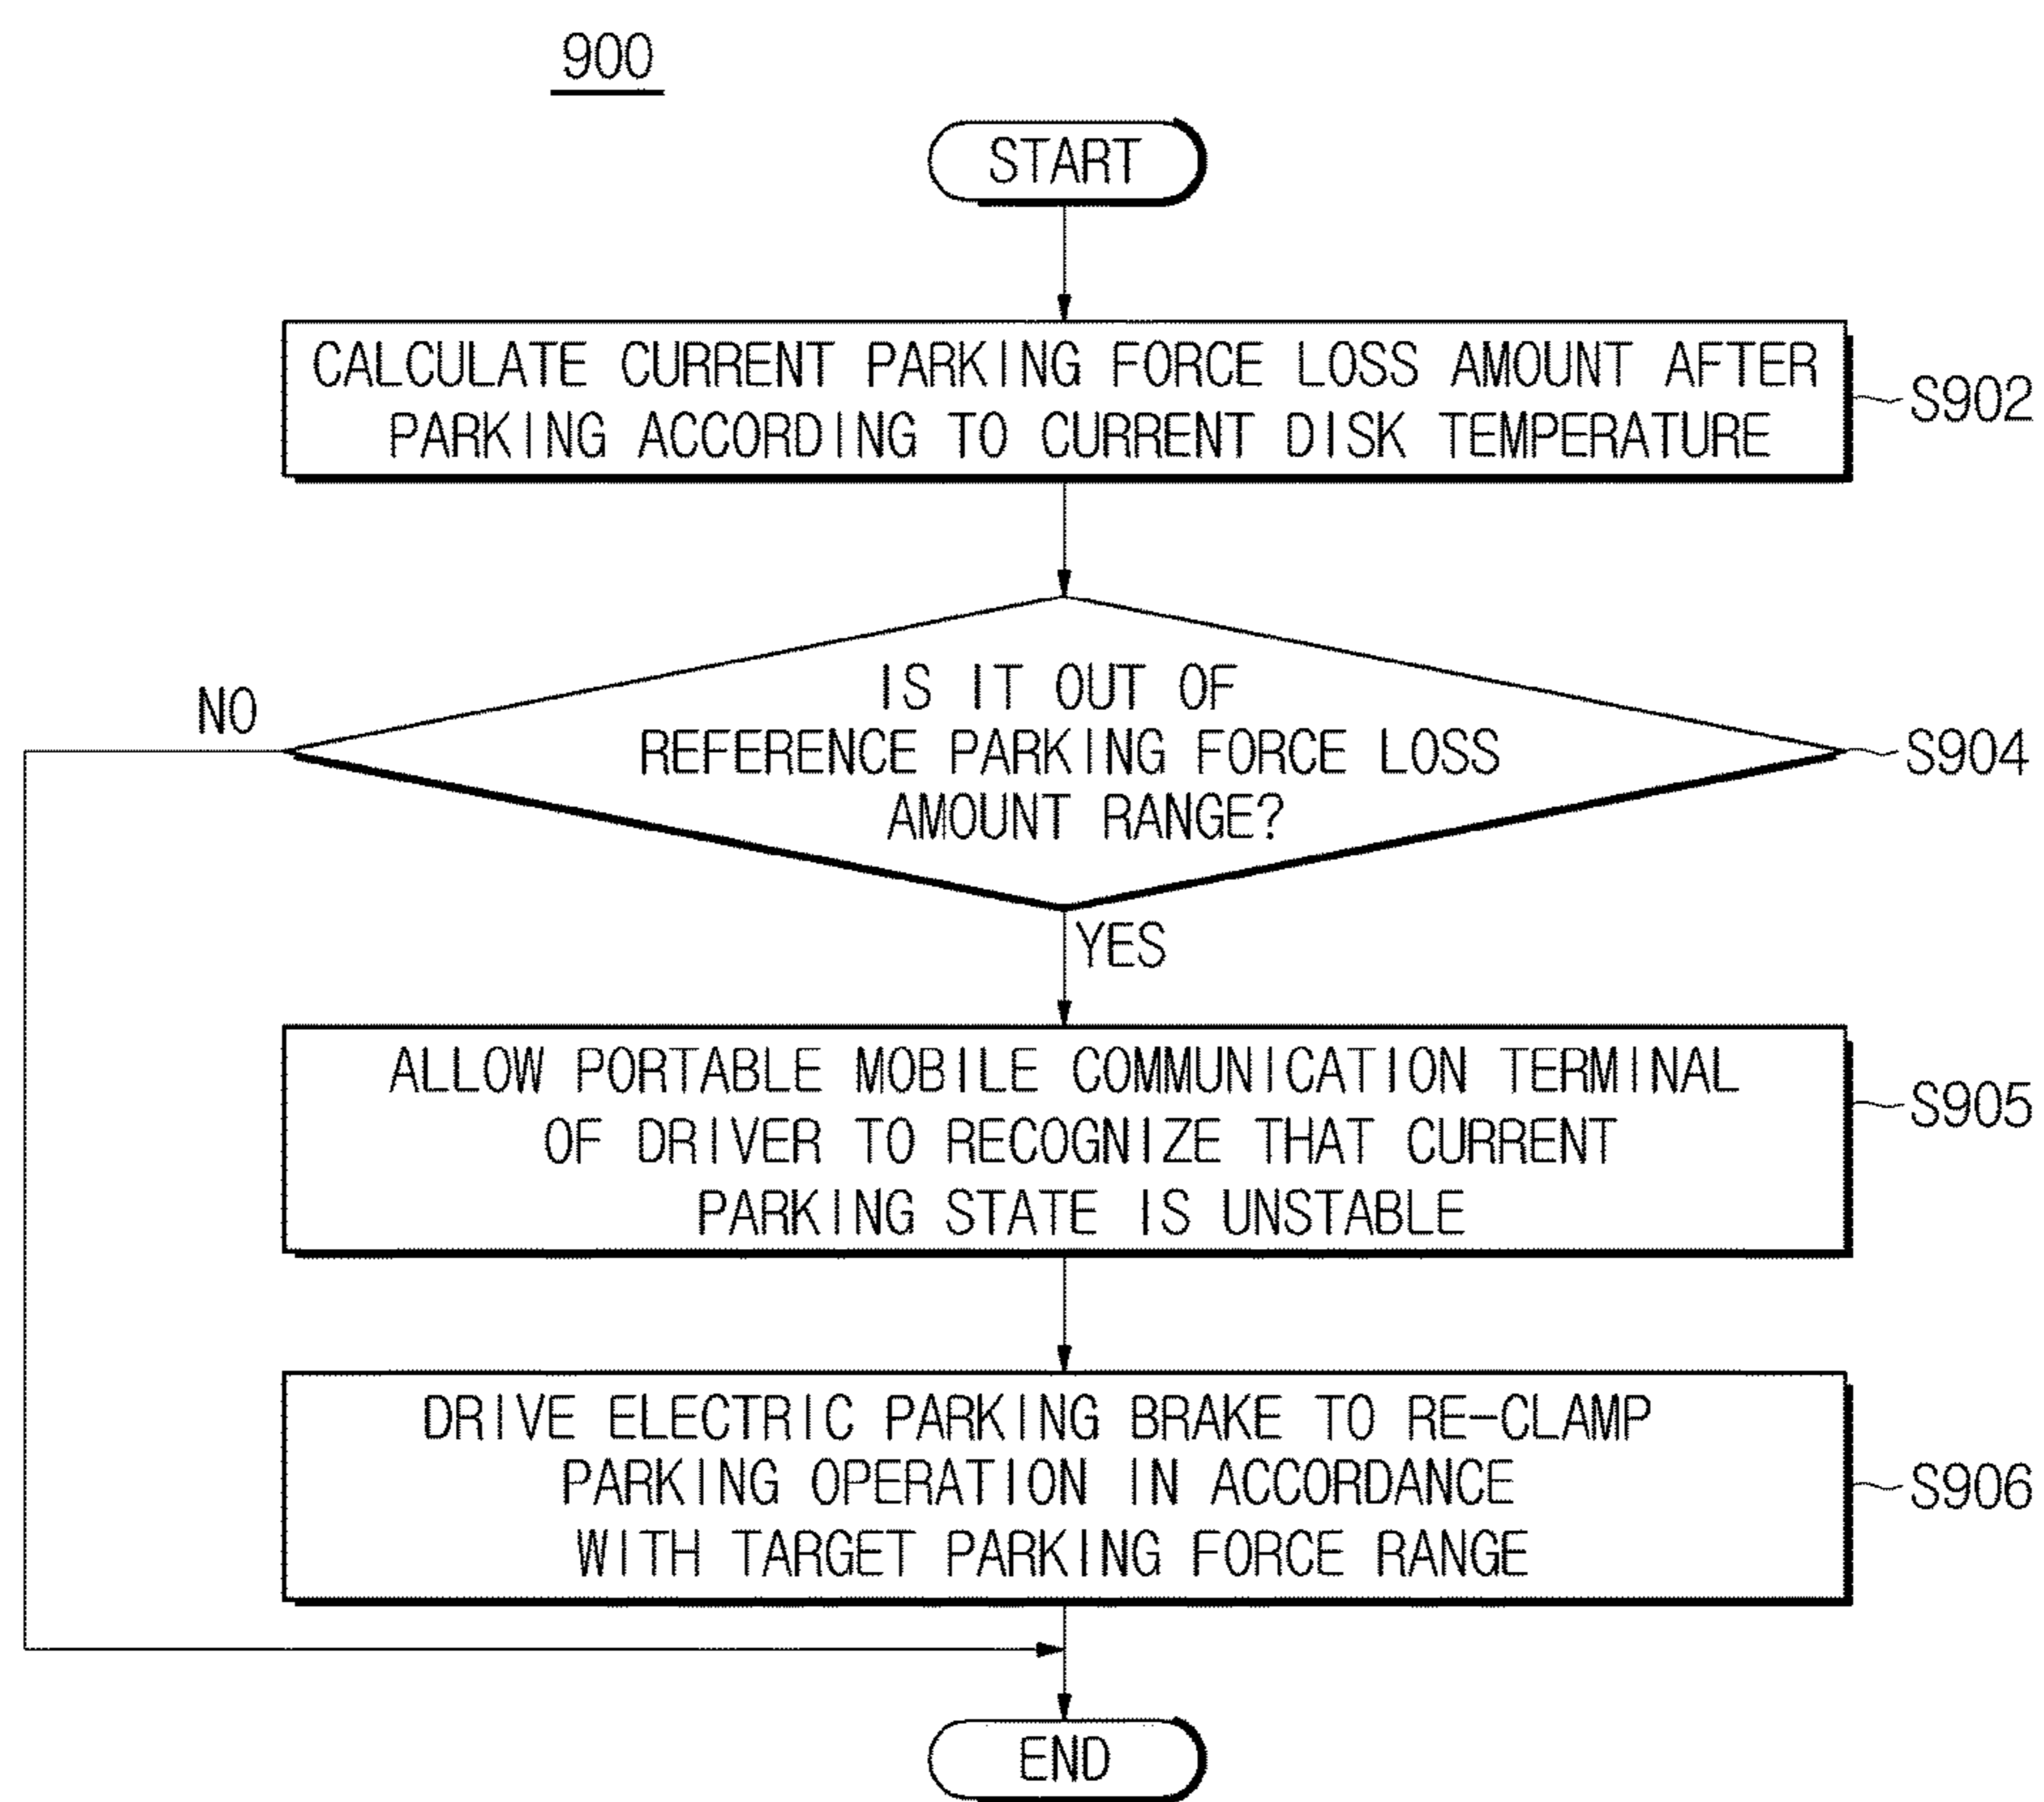 900
START
CALCULATE CURRENT PARKING FORCE LOSS AMOUNT AFTER
PARKING ACCORDING TO CURRENT DISK TEMPERATURE
S902
IS IT OUT OF
REFERENCE PARKING FORCE LOSS
AMOUNT RANGE?
S904
NO
YES
ALLOW PORTABLE MOBILE COMMUNICATION TERMINAL
OF DRIVER TO RECOGNIZE THAT CURRENT
PARKING STATE IS UNSTABLE
S905
DRIVE ELECTRIC PARKING BRAKE TO RE-CLAMP
PARKING OPERATION IN ACCORDANCE
WITH TARGET PARKING FORCE RANGE
S906
END